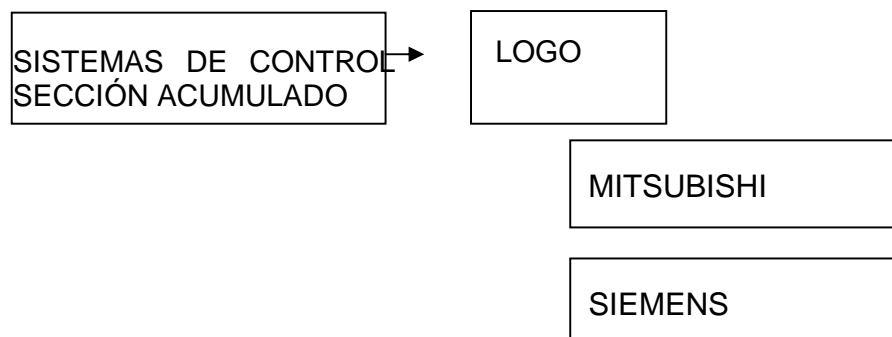 SISTEMAS DE CONTROL
SECCIÓN ACUMULADO
LOGO
MITSUBISHI
SIEMENS